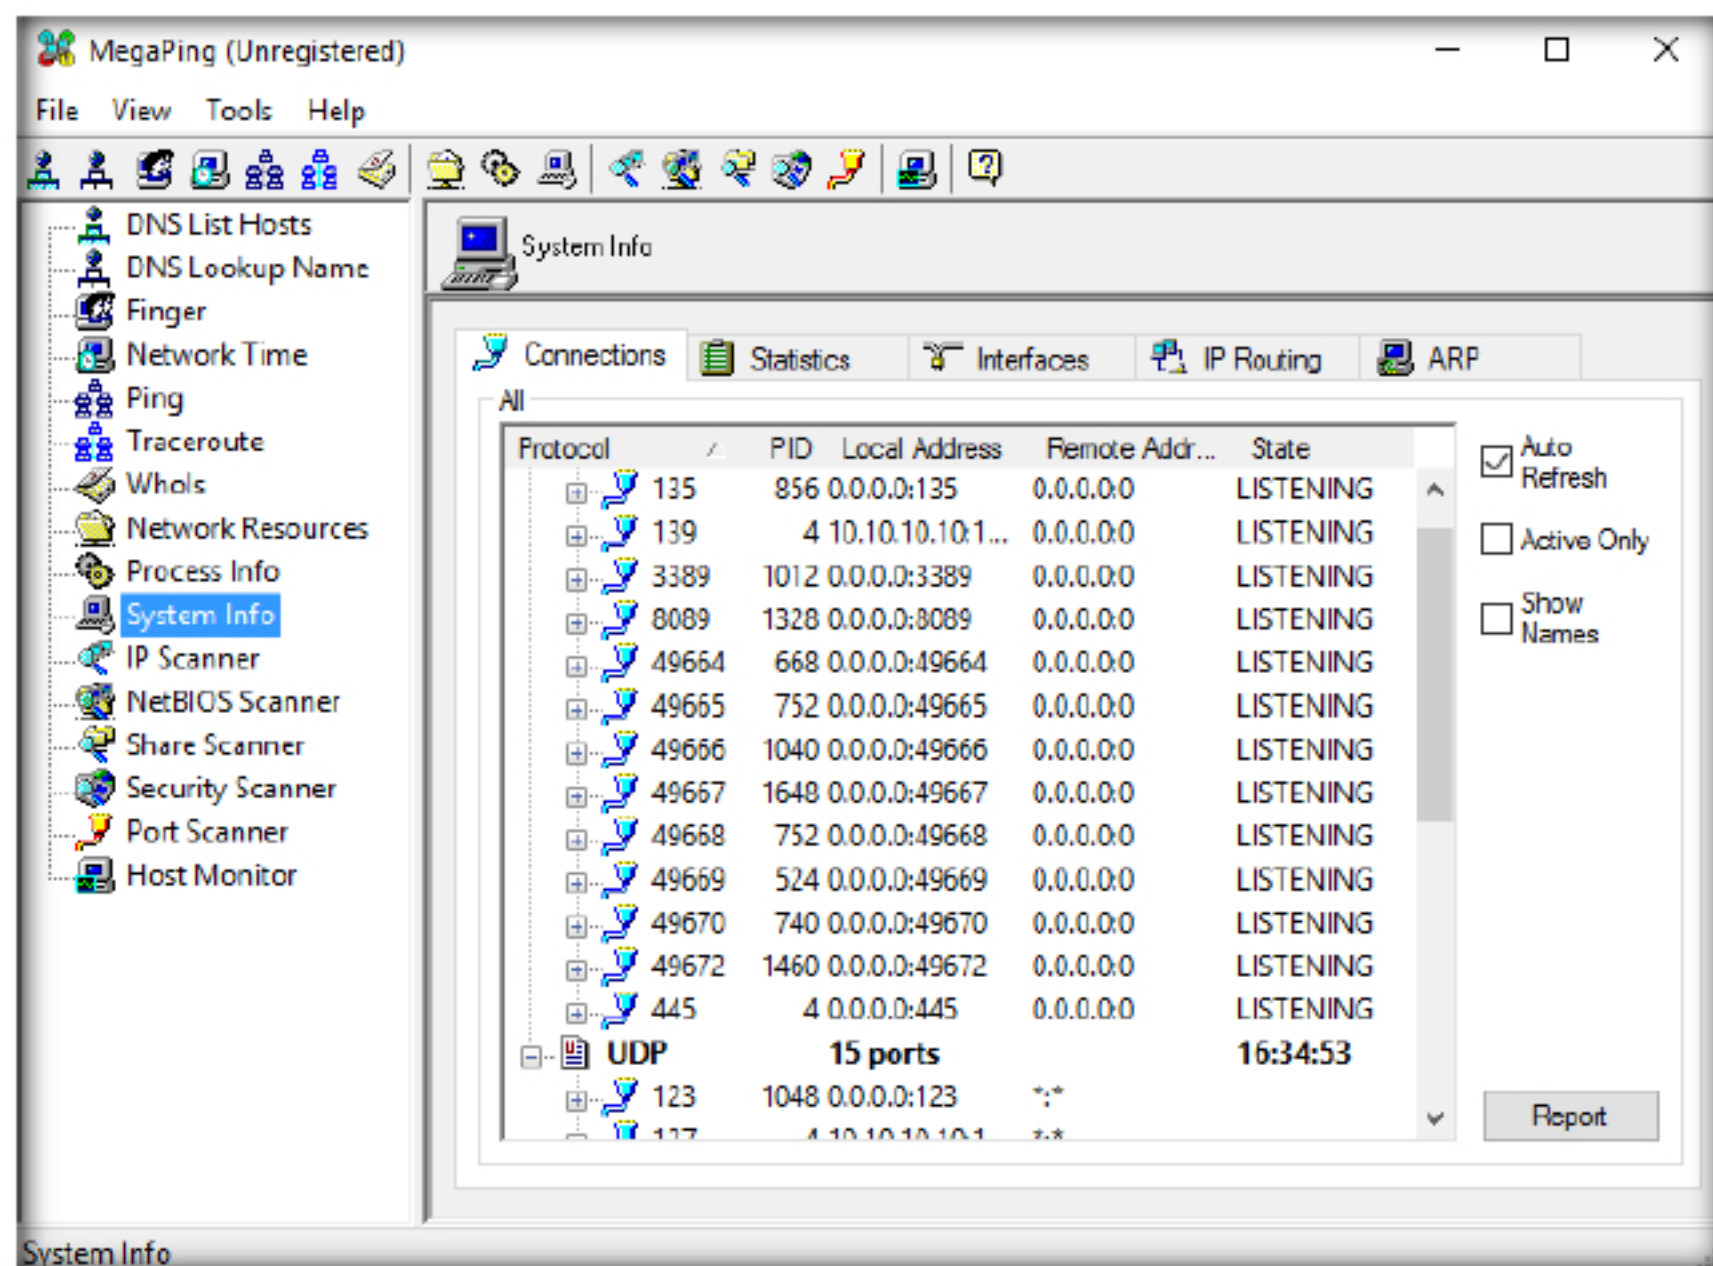 MegaPing (Unregistered)
File View Tools Help
DNS List Hosts
DNS Lookup Name
Finger
Network Time
Ping
Traceroute
WhoIs
Network Resources
Process Info
System Info
IP Scanner
NetBIOS Scanner
Share Scanner
Security Scanner
Port Scanner
Host Monitor
System Info
Connections Statistics Interfaces IP Routing ARP
All
Protocol PID Local Address Remote Addr... State
135 856 0.0.0.0:135 0.0.0.0:0 LISTENING
139 4 10.10.10.10:1... 0.0.0.0:0 LISTENING
3389 1012 0.0.0.0:3389 0.0.0.0:0 LISTENING
8089 1328 0.0.0.0:8089 0.0.0.0:0 LISTENING
49664 668 0.0.0.0:49664 0.0.0.0:0 LISTENING
49665 752 0.0.0.0:49665 0.0.0.0:0 LISTENING
49666 1040 0.0.0.0:49666 0.0.0.0:0 LISTENING
49667 1648 0.0.0.0:49667 0.0.0.0:0 LISTENING
49668 752 0.0.0.0:49668 0.0.0.0:0 LISTENING
49669 524 0.0.0.0:49669 0.0.0.0:0 LISTENING
49670 740 0.0.0.0:49670 0.0.0.0:0 LISTENING
49672 1460 0.0.0.0:49672 0.0.0.0:0 LISTENING
445 4 0.0.0.0:445 0.0.0.0:0 LISTENING
UDP 15 ports 16:34:53
123 1048 0.0.0.0:123 *:*
4 10.10.10.10:1 *:*
Auto
Refresh
Active Only
Show
Names
Report
System Info